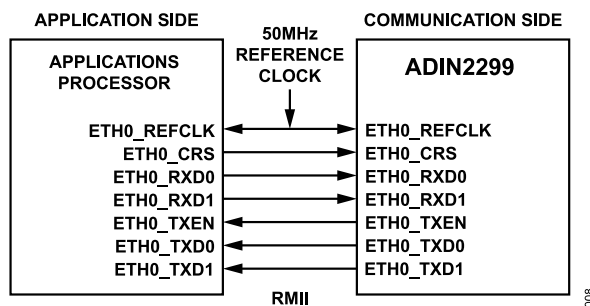 APPLICATION SIDE
COMMUNICATION SIDE
50MHz
REFERENCE
CLOCK
APPLICATIONS
PROCESSOR
ADIN2299
ETH0_REFCLK
ETH0_REFCLK
ETH0_CRS
ETH0_CRS
ETH0_RXD0
ETH0_RXD0
ETH0_RXD1
ETH0_RXD1
ETH0_TXEN
ETH0_TXEN
ETH0_TXD0
ETH0_TXD0
ETH0_TXD1
ETH0_TXD1
RMII
008